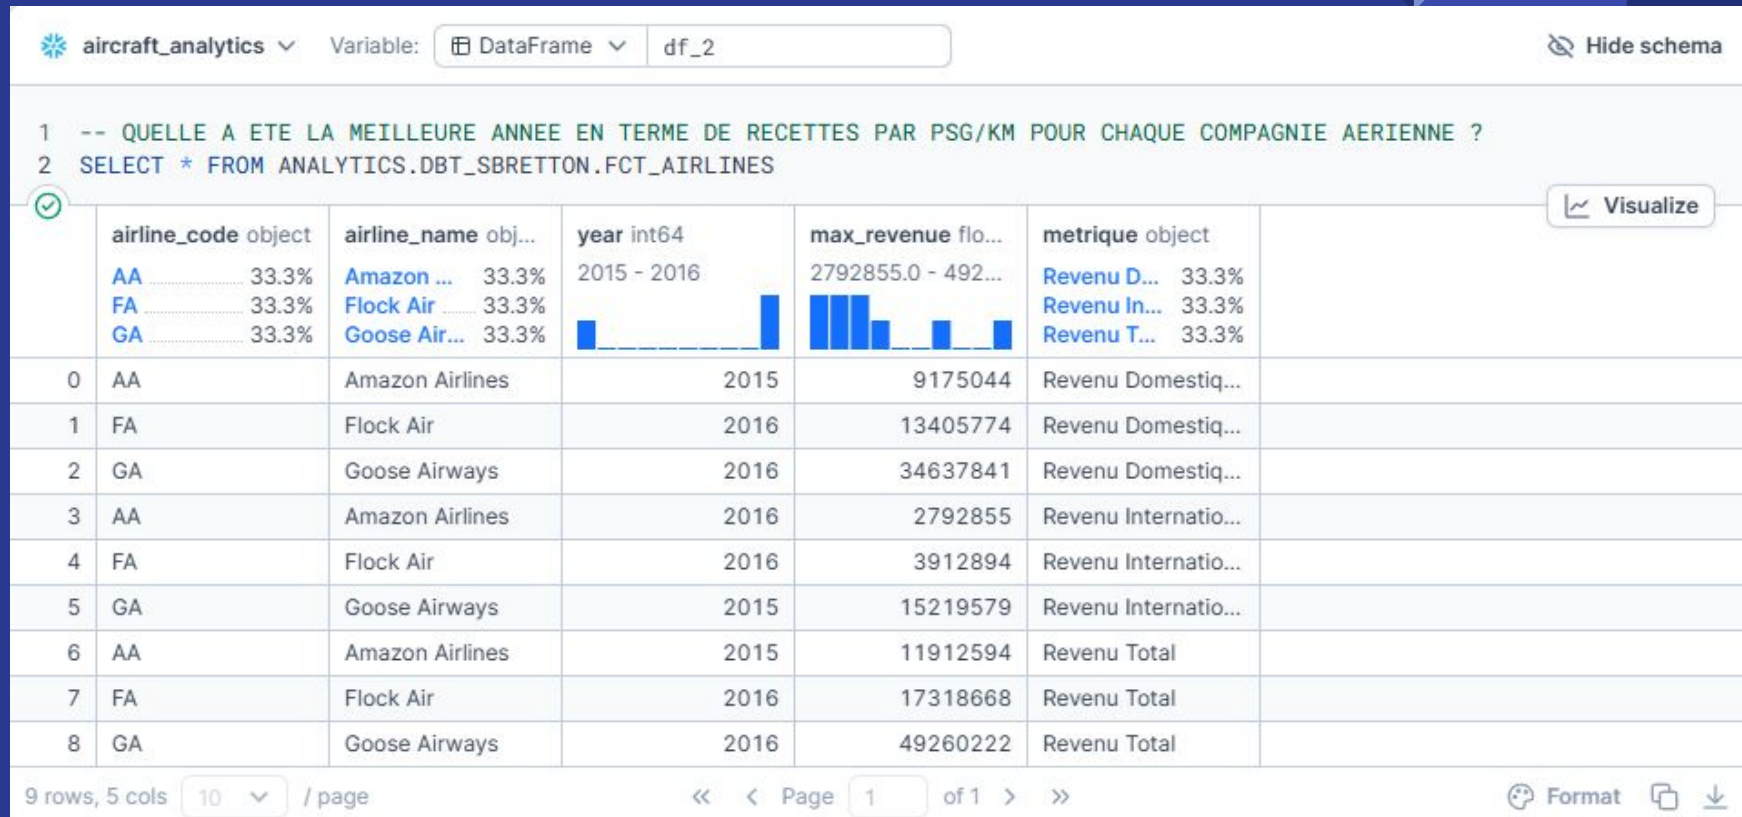 aircraft_analytics Variable: DataFrame df_2 Hide schema
1 -- QUELLE A ETE LA MEILLEURE ANNEE EN TERME DE RECETTES PAR PSG/KM POUR CHAQUE COMPAGNIE AERIENNE ?
2 SELECT * FROM ANALYTICS.DBT_SBRETTON.FCT_AIRLINES
Visualize
airline_code object airline_name obj... year int64 max_revenue flo... metrique object
AA 33.3% Amazon ... 33.3% 2015 - 2016 2792855.0 - 492... Revenu D... 33.3%
FA 33.3% Flock Air 33.3% Revenu In... 33.3%
GA 33.3% Goose Air... 33.3% Revenu T... 33.3%
0 AA Amazon Airlines 2015 9175044 Revenu Domestiq...
1 FA Flock Air 2016 13405774 Revenu Domestiq...
2 GA Goose Airways 2016 34637841 Revenu Domestiq...
3 AA Amazon Airlines 2016 2792855 Revenu Internatio...
4 FA Flock Air 2016 3912894 Revenu Internatio...
5 GA Goose Airways 2015 15219579 Revenu Internatio...
6 AA Amazon Airlines 2015 11912594 Revenu Total
7 FA Flock Air 2016 17318668 Revenu Total
8 GA Goose Airways 2016 49260222 Revenu Total
9 rows, 5 cols 10 / page « < Page 1 of 1 > » Format